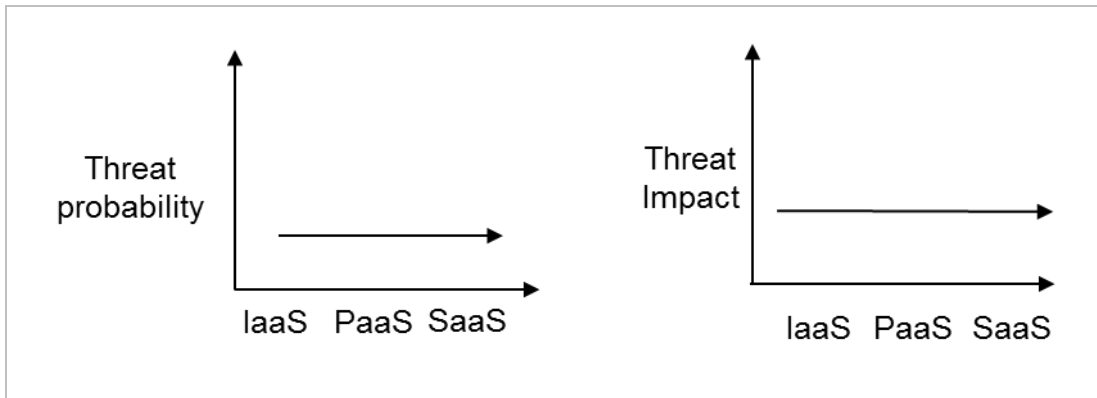 Threat
probability
IaaS PaaS SaaS
Threat
Impact
IaaS PaaS SaaS